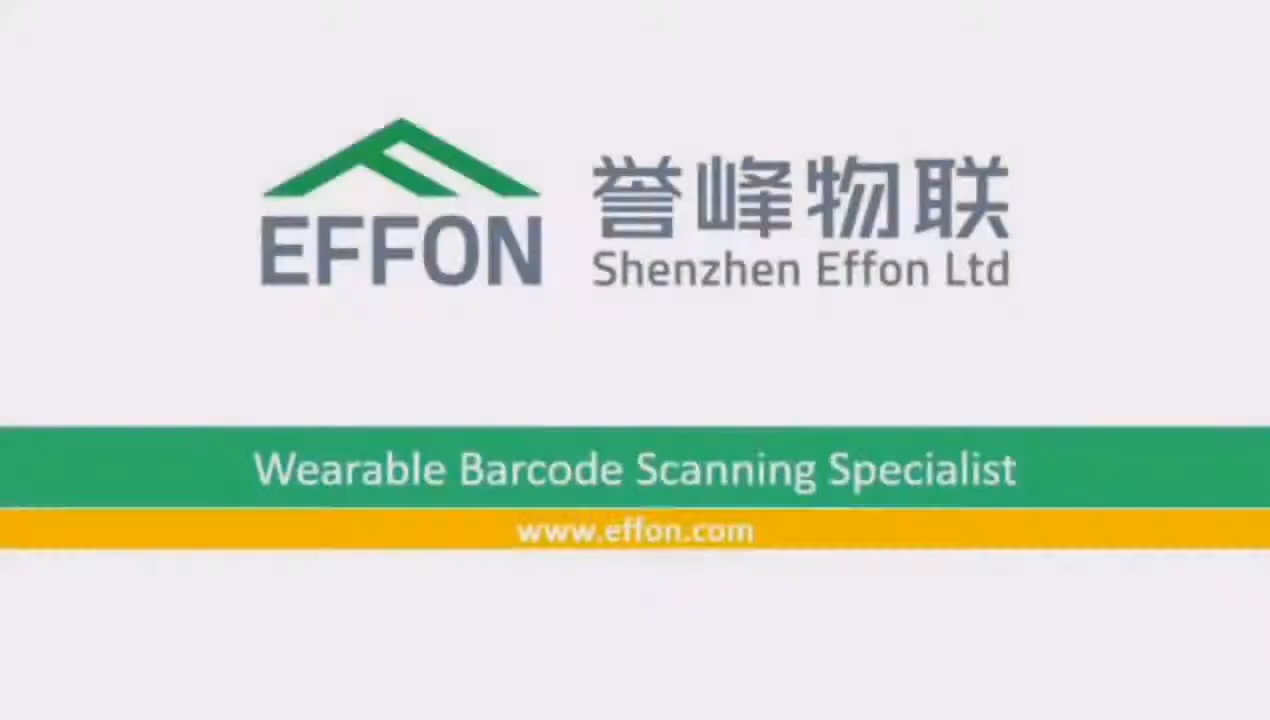 EFFON
誉峰物联
Shenzhen Effon Ltd
Wearable Barcode Scanning Specialist
www.effon.com